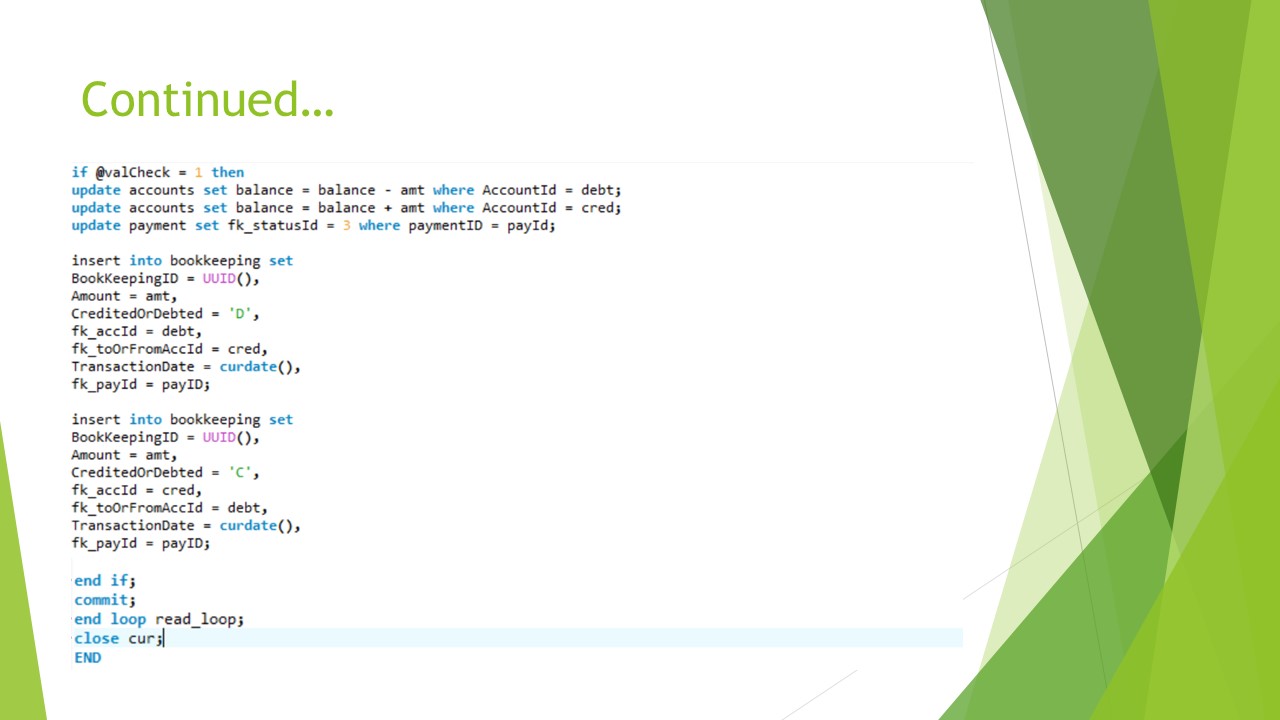 Continued…
if @valCheck = 1 then
update accounts set balance = balance - amt where AccountId = debt;
update accounts set balance = balance + amt where AccountId = cred;
update payment set fk_statusId = 3 where paymentID = payId;
insert into bookkeeping set
BookKeepingID = UUID(),
Amount = amt,
CreditedOrDebted = 'D',
fk_accId = debt,
fk_toOrFromAccId = cred,
TransactionDate = curdate(),
fk_payId = payID;
insert into bookkeeping set
BookKeepingID = UUID(),
Amount = amt,
CreditedOrDebted = 'C',
fk_accId = cred,
fk_toOrFromAccId = debt,
TransactionDate = curdate(),
fk_payId = payID;
end if;
commit;
end loop read_loop;
close cur;
END